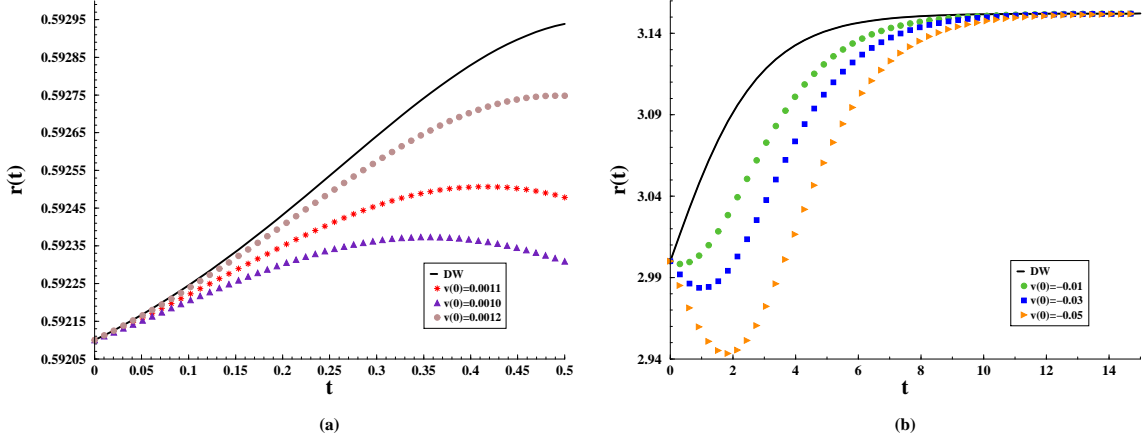 0.59295
0.59285
0.59275
0.59265
0.59255
0.59245
0.59235
0.59225
0.59215
0.59205
r(t)
DW
v(0)=0.0011
v(0)=0.0010
v(0)=0.0012
0 0.05 0.1 0.15 0.2 0.25 0.3 0.35 0.4 0.45 0.5
t
(a)
3.14
3.09
3.04
2.99
2.94
r(t)
DW
v(0)=-0.01
v(0)=-0.03
v(0)=-0.05
0 2 4 6 8 10 12 14
t
(b)